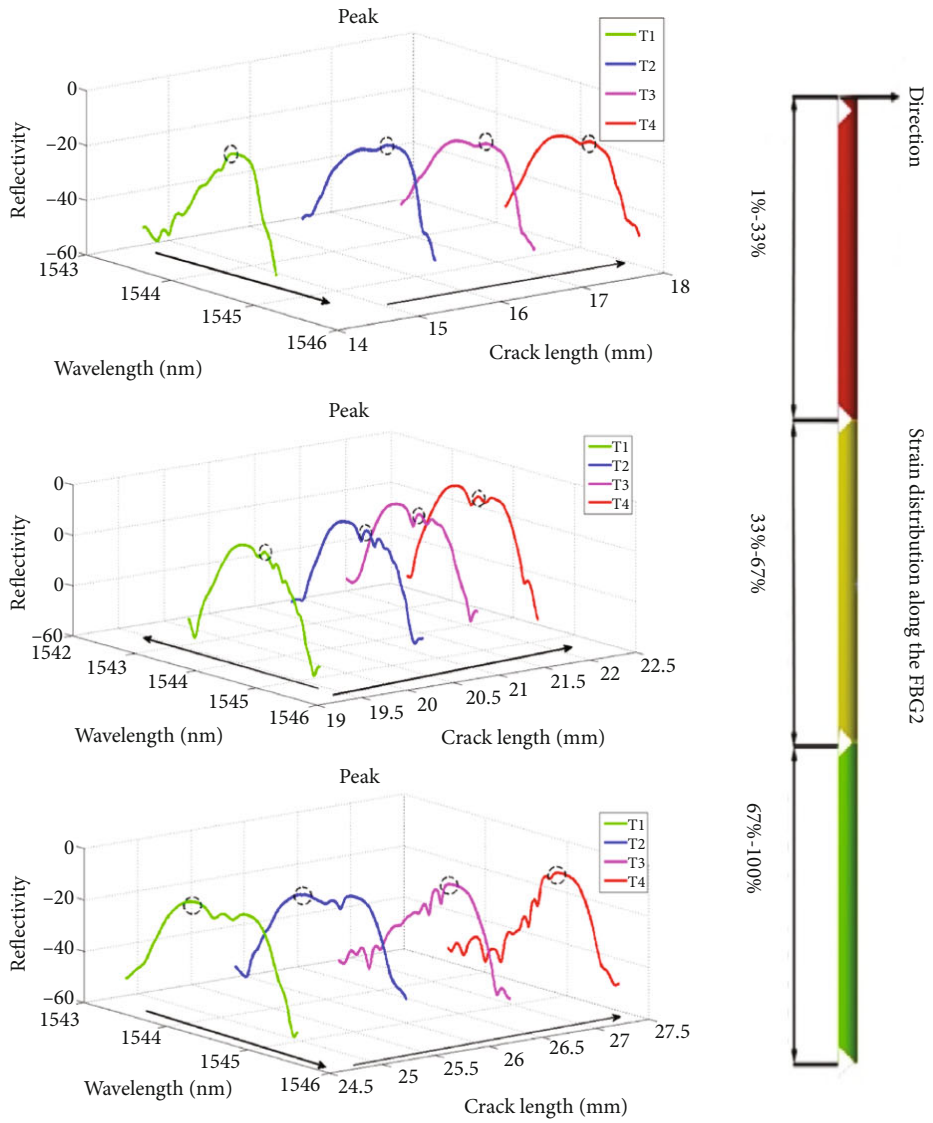 Peak
T1
T2
T3
T4
0
−20
−40
−60
Reflectivity
1543
1544
1545
1546
Wavelength (nm)
14
15
16
17
18
Crack length (mm)
Peak
T1
T2
T3
T4
0
0
0
−60
Reflectivity
1542
1543
1544
1545
1546
Wavelength (nm)
19
19.5
20
20.5
21
21.5
22
22.5
Crack length (mm)
Peak
T1
T2
T3
T4
0
−20
−40
−60
Reflectivity
1543
1544
1545
1546
Wavelength (nm)
24.5
25
25.5
26
26.5
27
27.5
Crack length (mm)
1%-33%
33%-67%
67%-100%
Direction
Strain distribution along the FBG2